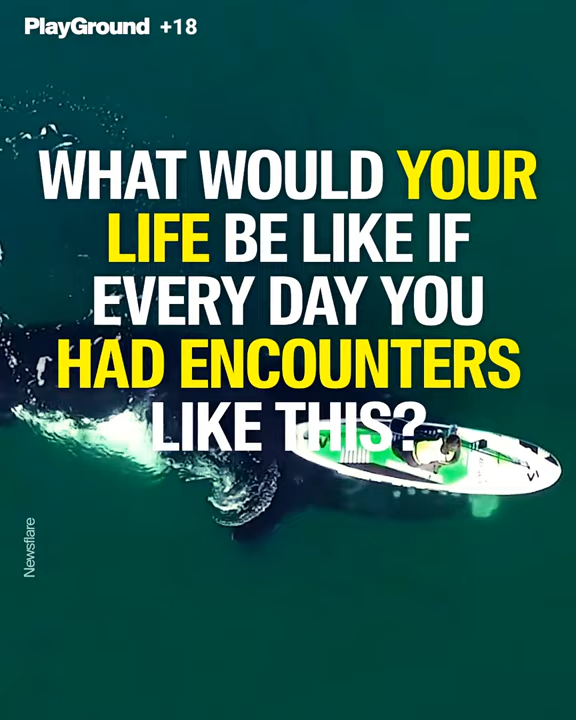 PlayGround +18
WHAT WOULD YOUR
LIFE BE LIKE IF
EVERY DAY YOU
HAD ENCOUNTERS
LIKE THIS?
Newsflare